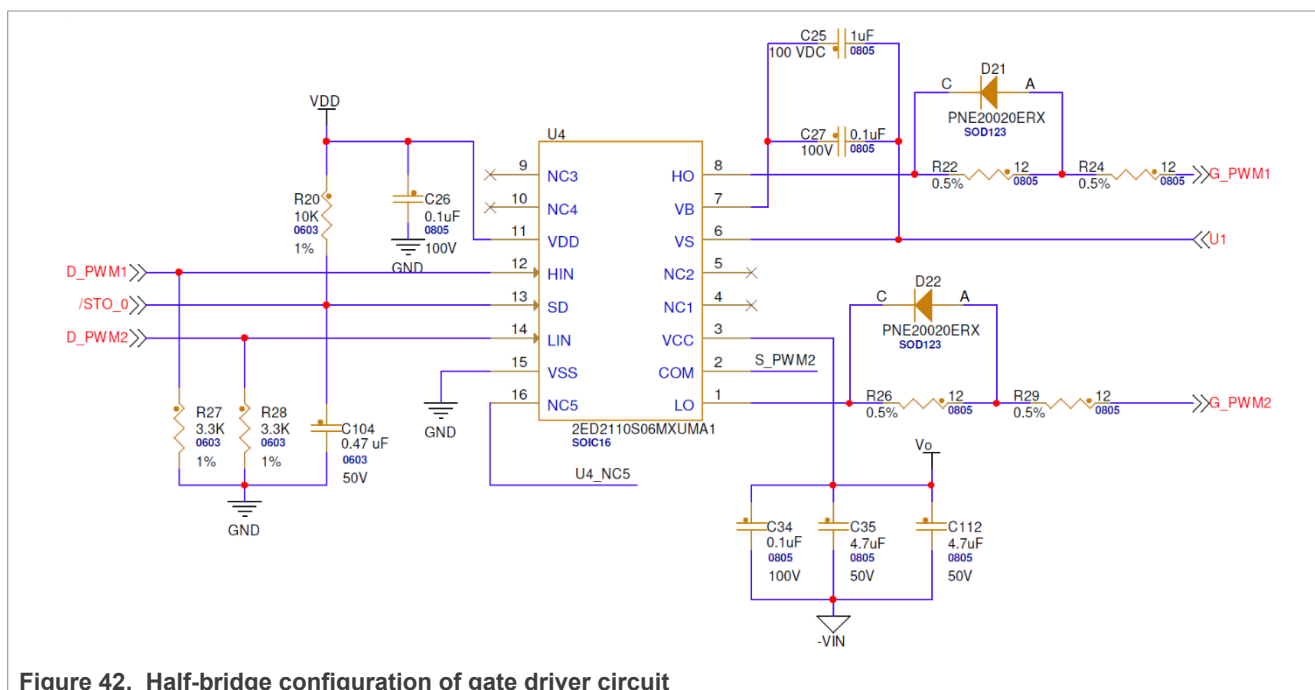 C25 1uF
100 VDC 0805
D21
C A
PNE20020ERX
SOD123
VDD
U4
C27 0.1uF
100V 0805
R22 12
0.5% 0805
R24 12
0.5% 0805
G_PWM1
9 NC3 HO 8
10 NC4 VB 7
11 VDD VS 6
12 HIN NC2 5
13 SD NC1 4
14 LIN VCC 3
15 VSS COM 2
16 NC5 LO 1
R20
10K
0603
1%
C26
0.1uF
0805
100V
GND
U1
D_PWM1
/STO_0
D_PWM2
D22
C A
PNE20020ERX
SOD123
S_PWM2
R26 12
0.5% 0805
R29 12
0.5% 0805
G_PWM2
GND
2ED2110S06MXUMA1
SOIC16
R27
3.3K
0603
1%
R28
3.3K
0603
1%
C104
0.47 uF
0603
50V
GND
U4_NC5
Vo
C34
0.1uF
0805
100V
C35
4.7uF
0805
50V
C112
4.7uF
0805
50V
-VIN
Figure 42. Half-bridge configuration of gate driver circuit